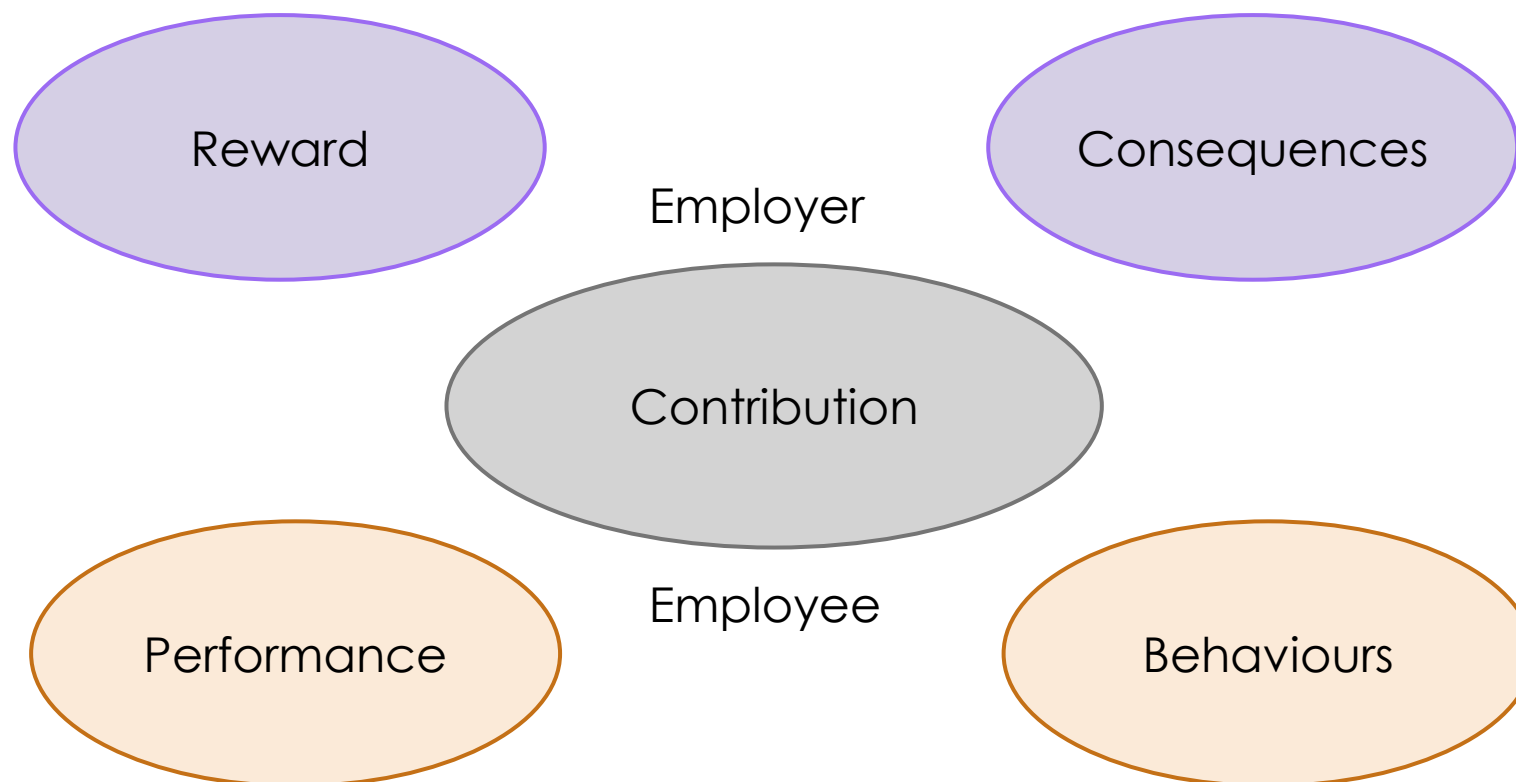 Reward
Consequences
Employer
Contribution
Employee
Performance
Behaviours